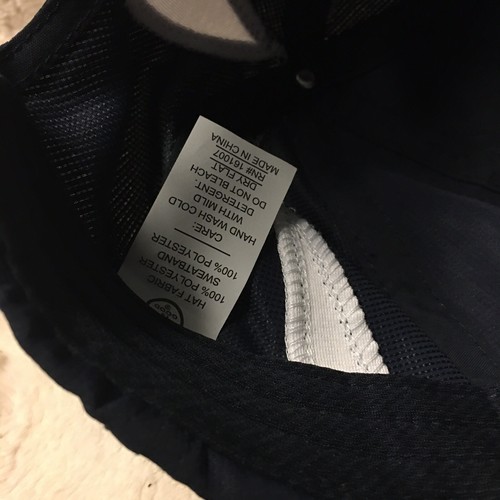 HAT FABRIC
100% POLYESTER
SWEATBAND
100% POLYESTER
CARE:
HAND WASH COLD
WITH MILD
DETERGENT.
DO NOT BLEACH
DRY FLAT.
RN# 161007
MADE IN CHINA